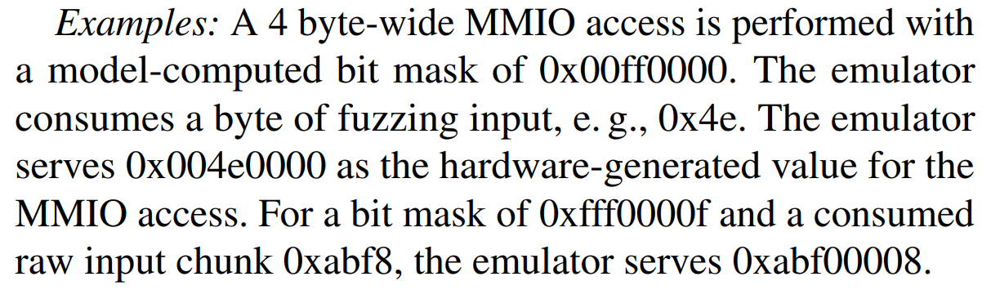 Examples: A 4 byte-wide MMIO access is performed with
a model-computed bit mask of 0x00ff0000. The emulator
consumes a byte of fuzzing input, e. g., 0x4e. The emulator
serves 0x004e0000 as the hardware-generated value for the
MMIO access. For a bit mask of 0xfff0000f and a consumed
raw input chunk 0xabf8, the emulator serves 0xabf00008.